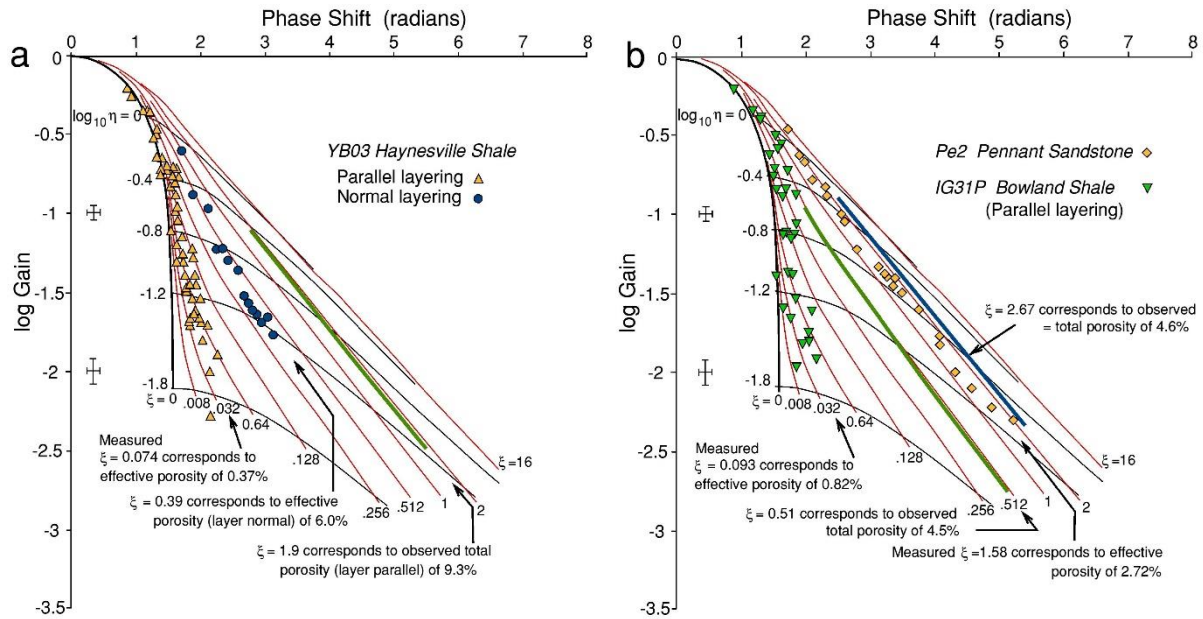 a
Phase Shift (radians)
0 1 2 3 4 5 6 7 8
log Gain
0
-0.5
-1
-1.5
-2
-2.5
-3
-3.5
log10 η = 0
-0.4
-0.8
-1.2
-1.8
YB03 Haynesville Shale
Parallel layering
Normal layering
ξ = 0 .008 .032 0.64 .128 .256 .512 1 2 ξ=16
Measured
ξ = 0.074 corresponds to
effective porosity of 0.37%
ξ = 0.39 corresponds to effective
porosity (layer normal) of 6.0%
ξ = 1.9 corresponds to observed total
porosity (layer parallel) of 9.3%
b
Phase Shift (radians)
0 1 2 3 4 5 6 7 8
log Gain
0
-0.5
-1
-1.5
-2
-2.5
-3
-3.5
log10 η = 0
-0.4
-0.8
-1.2
-1.8
Pe2 Pennant Sandstone
IG31P Bowland Shale
(Parallel layering)
ξ = 2.67 corresponds to observed
= total porosity of 4.6%
ξ = 0 .008 .032 0.64 .128 .256 .512 1 2 ξ=16
Measured
ξ = 0.093 corresponds to
effective porosity of 0.82%
ξ = 0.51 corresponds to observed
total porosity of 4.5%
Measured ξ =1.58 corresponds to effective
porosity of 2.72%